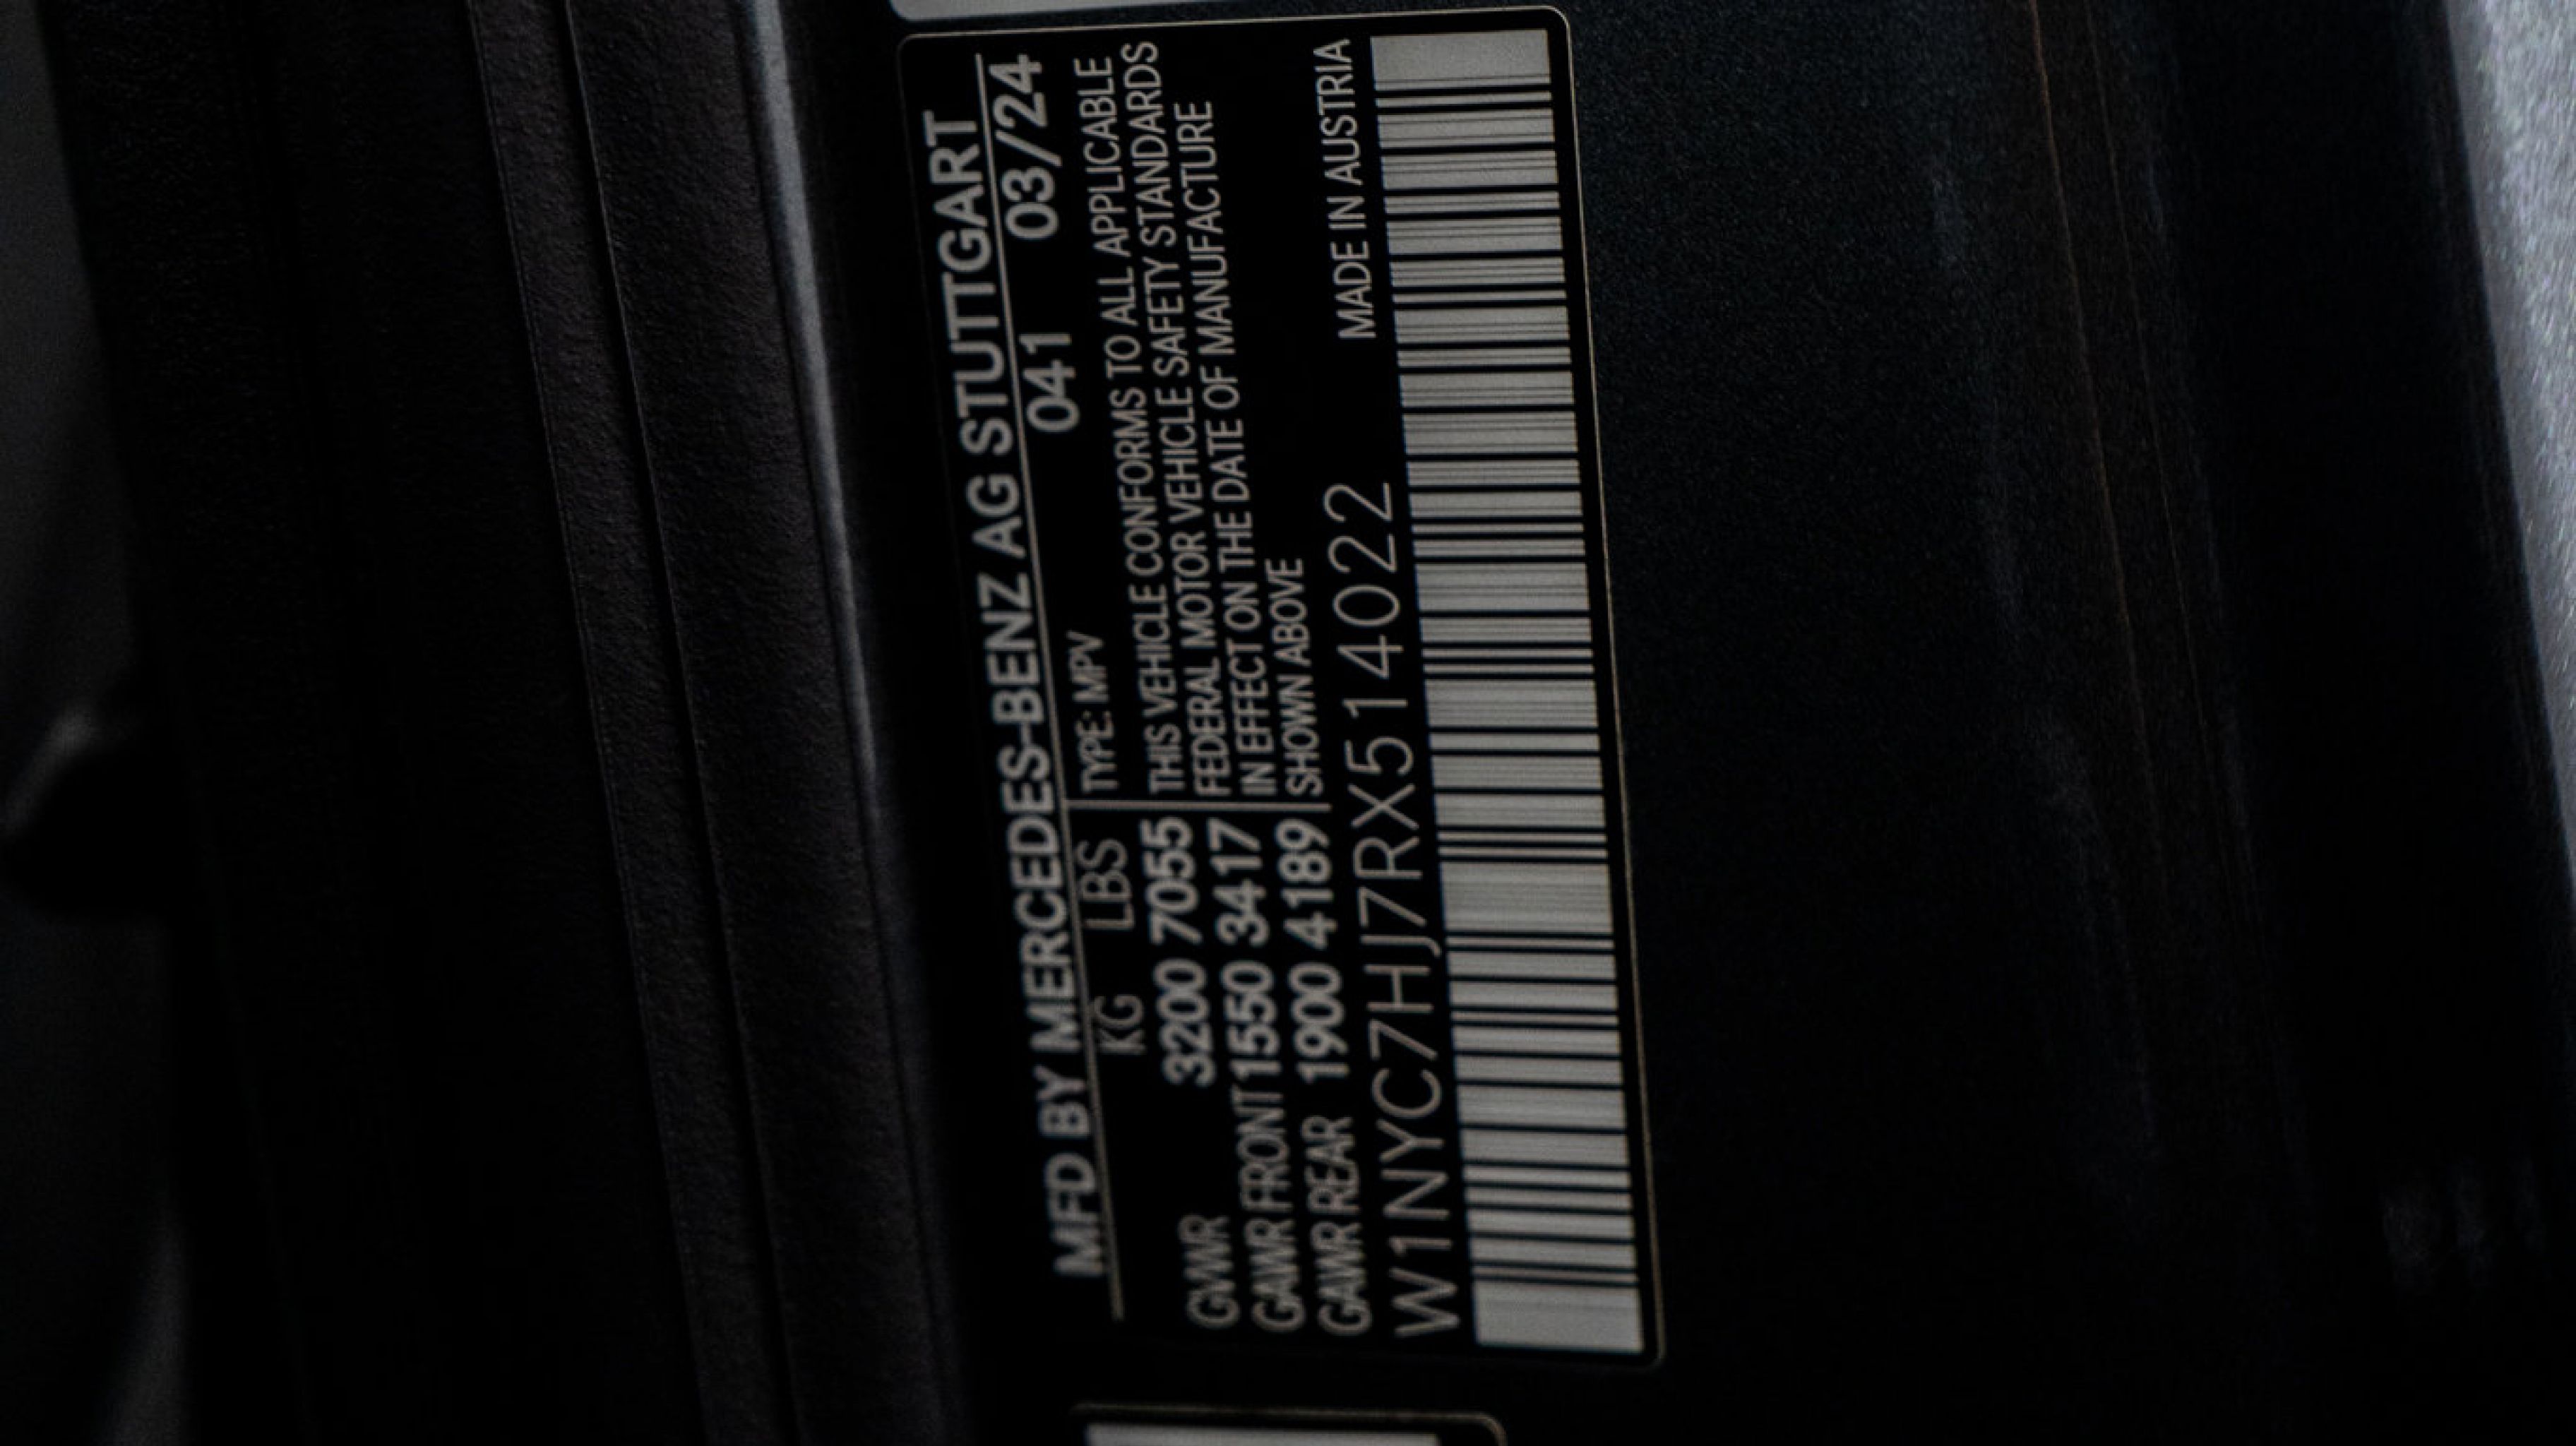 MFD BY MERCEDES-BENZ AG STUTTGART
041 03/24
KG LBS TYPE: MPV
GVWR 3200 7055
GAWR FRONT 1550 3417
GAWR REAR 1900 4189
THIS VEHICLE CONFORMS TO ALL APPLICABLE
FEDERAL MOTOR VEHICLE SAFETY STANDARDS
IN EFFECT ON THE DATE OF MANUFACTURE
SHOWN ABOVE
W1NYC7HJ7RX514022 MADE IN AUSTRIA